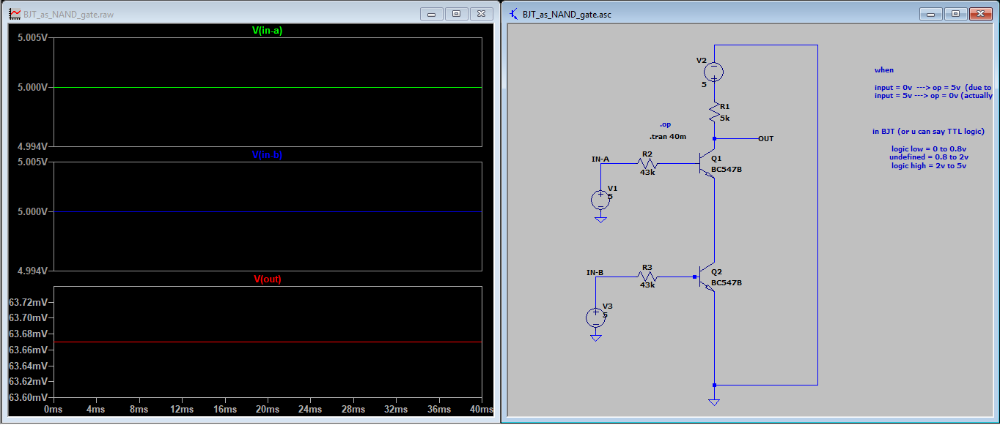 BJT_as_NAND_gate.raw
V(in-a)
5.005V
5.000V
4.994V
V(in-b)
5.005V
5.000V
4.994V
V(out)
63.72mV
63.70mV
63.68mV
63.66mV
63.64mV
63.62mV
63.60mV
0ms 4ms 8ms 12ms 16ms 20ms 24ms 28ms 32ms 36ms 40ms
BJT_as_NAND_gate.asc
V2
5
R1
5k
.op
.tran 40m
OUT
IN-A
R2
43k
Q1
BC547B
V1
5
IN-B
R3
43k
Q2
BC547B
V3
5
when
input = 0v ---> op = 5v (due to
input = 5v ---> op = 0v (actually
in BJT (or u can say TTL logic)
logic low = 0 to 0.8v
undefined = 0.8 to 2v
logic high = 2v to 5v